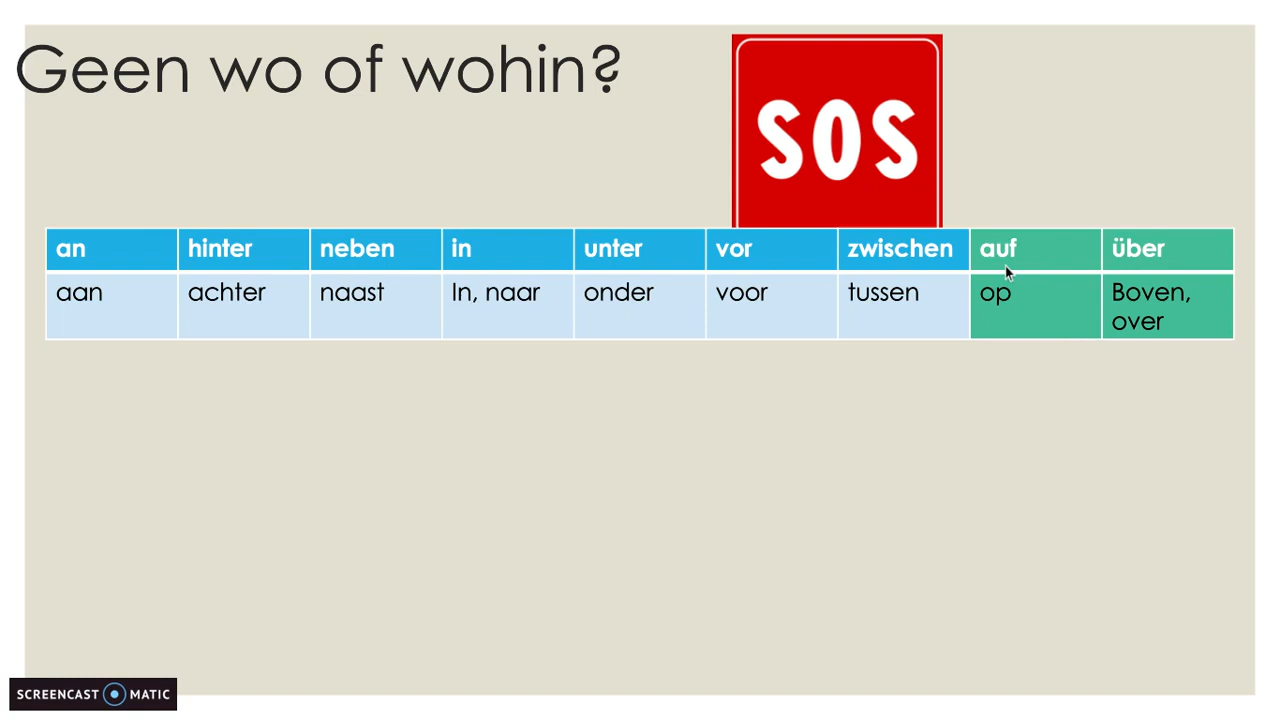 Geen wo of wohin?
SOS
an hinter neben in unter vor zwischen auf über
aan achter naast In, naar onder voor tussen op Boven,
over
SCREENCAST MATIC